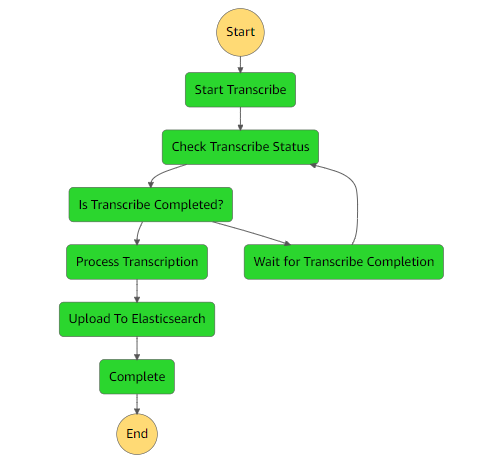 Start
Start Transcribe
Check Transcribe Status
Is Transcribe Completed?
Process Transcription
Wait for Transcribe Completion
Upload To Elasticsearch
Complete
End